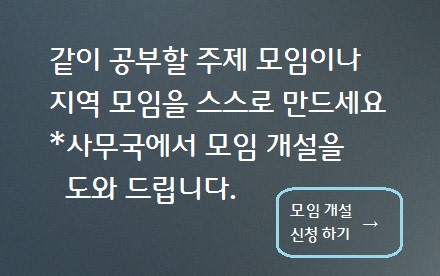 같이 공부할 주제 모임이나
지역 모임을 스스로 만드세요
*사무국에서 모임 개설을
도와 드립니다.
모임 개설
신청 하기 →